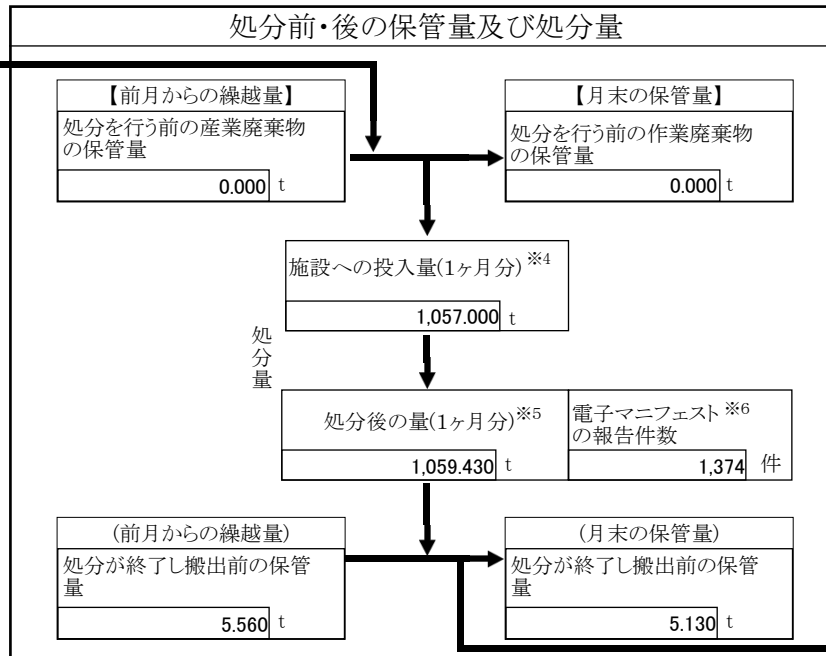 処分前・後の保管量及び処分量
【前月からの繰越量】
処分を行う前の産業廃棄物
の保管量
0.000 t
【月末の保管量】
処分を行う前の作業廃棄物
の保管量
0.000 t
施設への投入量(1ヶ月分)※4
1,057.000 t
処分量
処分後の量(1ヶ月分)※5
1,059.430 t
電子マニフェスト※6
の報告件数
1,374 件
(前月からの繰越量)
処分が終了し搬出前の保管
量
5.560 t
(月末の保管量)
処分が終了し搬出前の保管
量
5.130 t